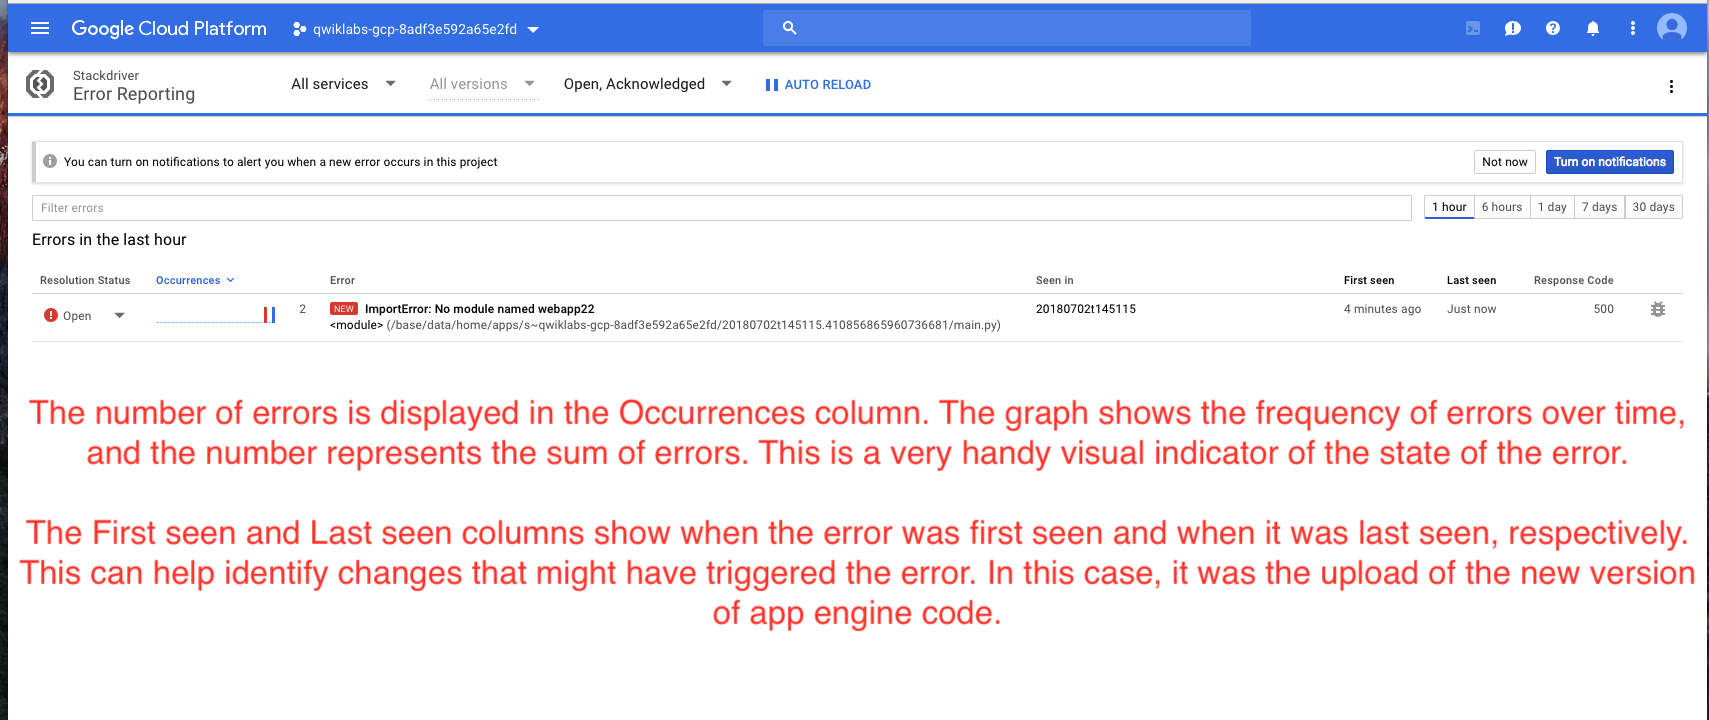 Google Cloud Platform qwiklabs-gcp-8adf3e592a65e2fd
Stackdriver
Error Reporting
All services All versions Open, Acknowledged AUTO RELOAD
You can turn on notifications to alert you when a new error occurs in this project Not now Turn on notifications
Filter errors 1 hour 6 hours 1 day 7 days 30 days
Errors in the last hour
Resolution Status Occurrences Error Seen in First seen Last seen Response Code
Open 2 NEW ImportError: No module named webapp22 20180702t145115 4 minutes ago Just now 500
<module> (/base/data/home/apps/s~qwiklabs-gcp-8adf3e592a65e2fd/20180702t145115.410856865960736681/main.py)
The number of errors is displayed in the Occurrences column. The graph shows the frequency of errors over time,
and the number represents the sum of errors. This is a very handy visual indicator of the state of the error.
The First seen and Last seen columns show when the error was first seen and when it was last seen, respectively.
This can help identify changes that might have triggered the error. In this case, it was the upload of the new version
of app engine code.